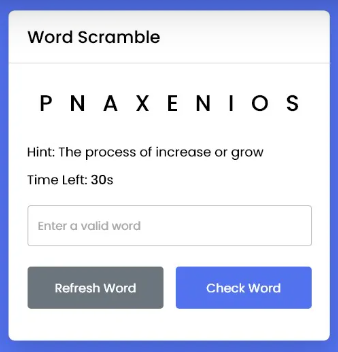 Word Scramble
P N A X E N I O S
Hint: The process of increase or grow
Time Left: 30s
Enter a valid word
Refresh Word Check Word